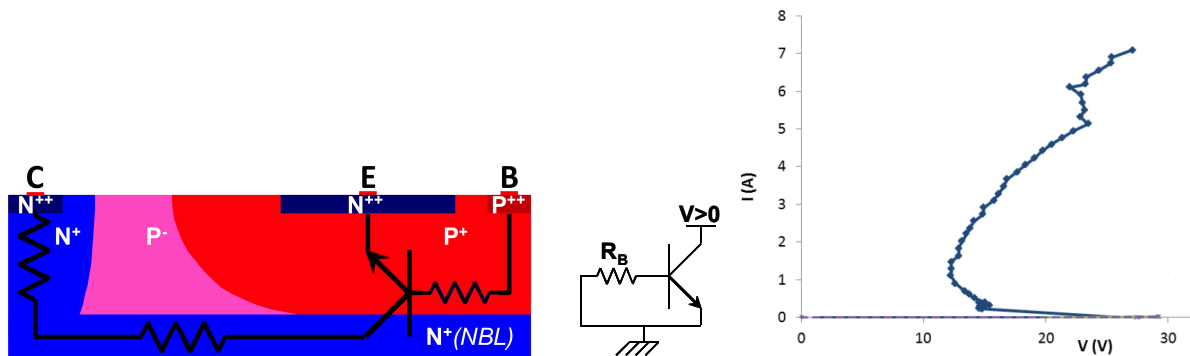 C E B
N++ N++ P++
N+ P- P+
N+(NBL)
V>0
RB
8
7
6
5
4
3
2
1
0
I (A)
0 10 20 30
V (V)